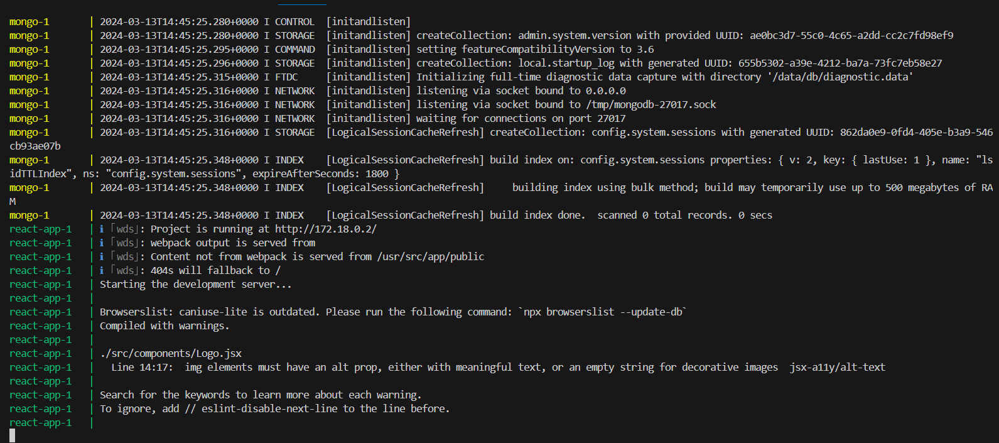 mongo-1 | 2024-03-13T14:45:25.280+0000 I CONTROL [initandlisten]
mongo-1 | 2024-03-13T14:45:25.280+0000 I STORAGE [initandlisten] createCollection: admin.system.version with provided UUID: ae0bc3d7-55c0-4c65-a2dd-cc2c7fd98ef9
mongo-1 | 2024-03-13T14:45:25.295+0000 I COMMAND [initandlisten] setting featureCompatibilityVersion to 3.6
mongo-1 | 2024-03-13T14:45:25.296+0000 I STORAGE [initandlisten] createCollection: local.startup_log with generated UUID: 655b5302-a39e-4212-ba7a-73fc7eb58e27
mongo-1 | 2024-03-13T14:45:25.315+0000 I FTDC [initandlisten] Initializing full-time diagnostic data capture with directory '/data/db/diagnostic.data'
mongo-1 | 2024-03-13T14:45:25.316+0000 I NETWORK [initandlisten] listening via socket bound to 0.0.0.0
mongo-1 | 2024-03-13T14:45:25.316+0000 I NETWORK [initandlisten] listening via socket bound to /tmp/mongodb-27017.sock
mongo-1 | 2024-03-13T14:45:25.316+0000 I NETWORK [initandlisten] waiting for connections on port 27017
mongo-1 | 2024-03-13T14:45:25.316+0000 I STORAGE [LogicalSessionCacheRefresh] createCollection: config.system.sessions with generated UUID: 862da0e9-0fd4-405e-b3a9-546
cb93ae07b
mongo-1 | 2024-03-13T14:45:25.348+0000 I INDEX [LogicalSessionCacheRefresh] build index on: config.system.sessions properties: { v: 2, key: { lastUse: 1 }, name: "ls
idTTLIndex", ns: "config.system.sessions", expireAfterSeconds: 1800 }
mongo-1 | 2024-03-13T14:45:25.348+0000 I INDEX [LogicalSessionCacheRefresh] building index using bulk method; build may temporarily use up to 500 megabytes of RA
M
mongo-1 | 2024-03-13T14:45:25.348+0000 I INDEX [LogicalSessionCacheRefresh] build index done. scanned 0 total records. 0 secs
react-app-1 | ℹ ｢wds｣: Project is running at http://172.18.0.2/
react-app-1 | ℹ ｢wds｣: webpack output is served from
react-app-1 | ℹ ｢wds｣: Content not from webpack is served from /usr/src/app/public
react-app-1 | ℹ ｢wds｣: 404s will fallback to /
react-app-1 | Starting the development server...
react-app-1 |
react-app-1 | Browserslist: caniuse-lite is outdated. Please run the following command: `npx browserslist --update-db`
react-app-1 | Compiled with warnings.
react-app-1 |
react-app-1 | ./src/components/Logo.jsx
react-app-1 | Line 14:17: img elements must have an alt prop, either with meaningful text, or an empty string for decorative images jsx-a11y/alt-text
react-app-1 |
react-app-1 | Search for the keywords to learn more about each warning.
react-app-1 | To ignore, add // eslint-disable-next-line to the line before.
react-app-1 |